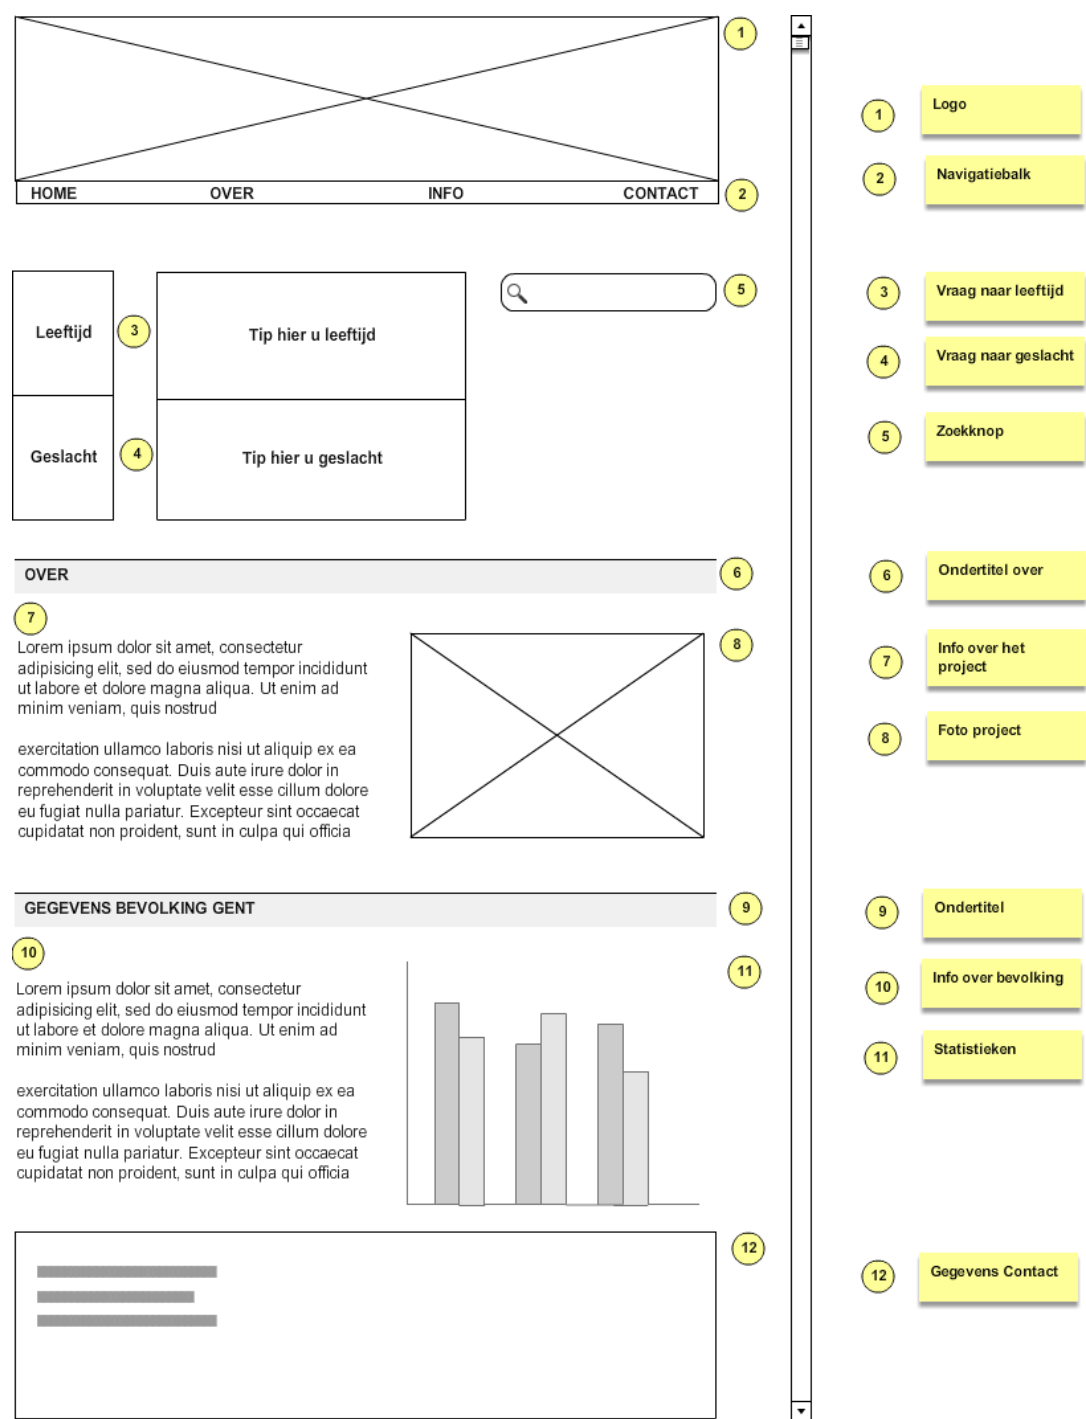 1
HOME OVER INFO CONTACT 2
Leeftijd 3 Tip hier u leeftijd 5
Geslacht 4 Tip hier u geslacht
OVER 6
7
Lorem ipsum dolor sit amet, consectetur
adipisicing elit, sed do eiusmod tempor incididunt
ut labore et dolore magna aliqua. Ut enim ad
minim veniam, quis nostrud
exercitation ullamco laboris nisi ut aliquip ex ea
commodo consequat. Duis aute irure dolor in
reprehenderit in voluptate velit esse cillum dolore
eu fugiat nulla pariatur. Excepteur sint occaecat
cupidatat non proident, sunt in culpa qui officia
8
GEGEVENS BEVOLKING GENT 9
10
Lorem ipsum dolor sit amet, consectetur
adipisicing elit, sed do eiusmod tempor incididunt
ut labore et dolore magna aliqua. Ut enim ad
minim veniam, quis nostrud
exercitation ullamco laboris nisi ut aliquip ex ea
commodo consequat. Duis aute irure dolor in
reprehenderit in voluptate velit esse cillum dolore
eu fugiat nulla pariatur. Excepteur sint occaecat
cupidatat non proident, sunt in culpa qui officia
11
12
1 Logo
2 Navigatiebalk
3 Vraag naar leeftijd
4 Vraag naar geslacht
5 Zoekknop
6 Ondertitel over
7 Info over het
project
8 Foto project
9 Ondertitel
10 Info over bevolking
11 Statistieken
12 Gegevens Contact